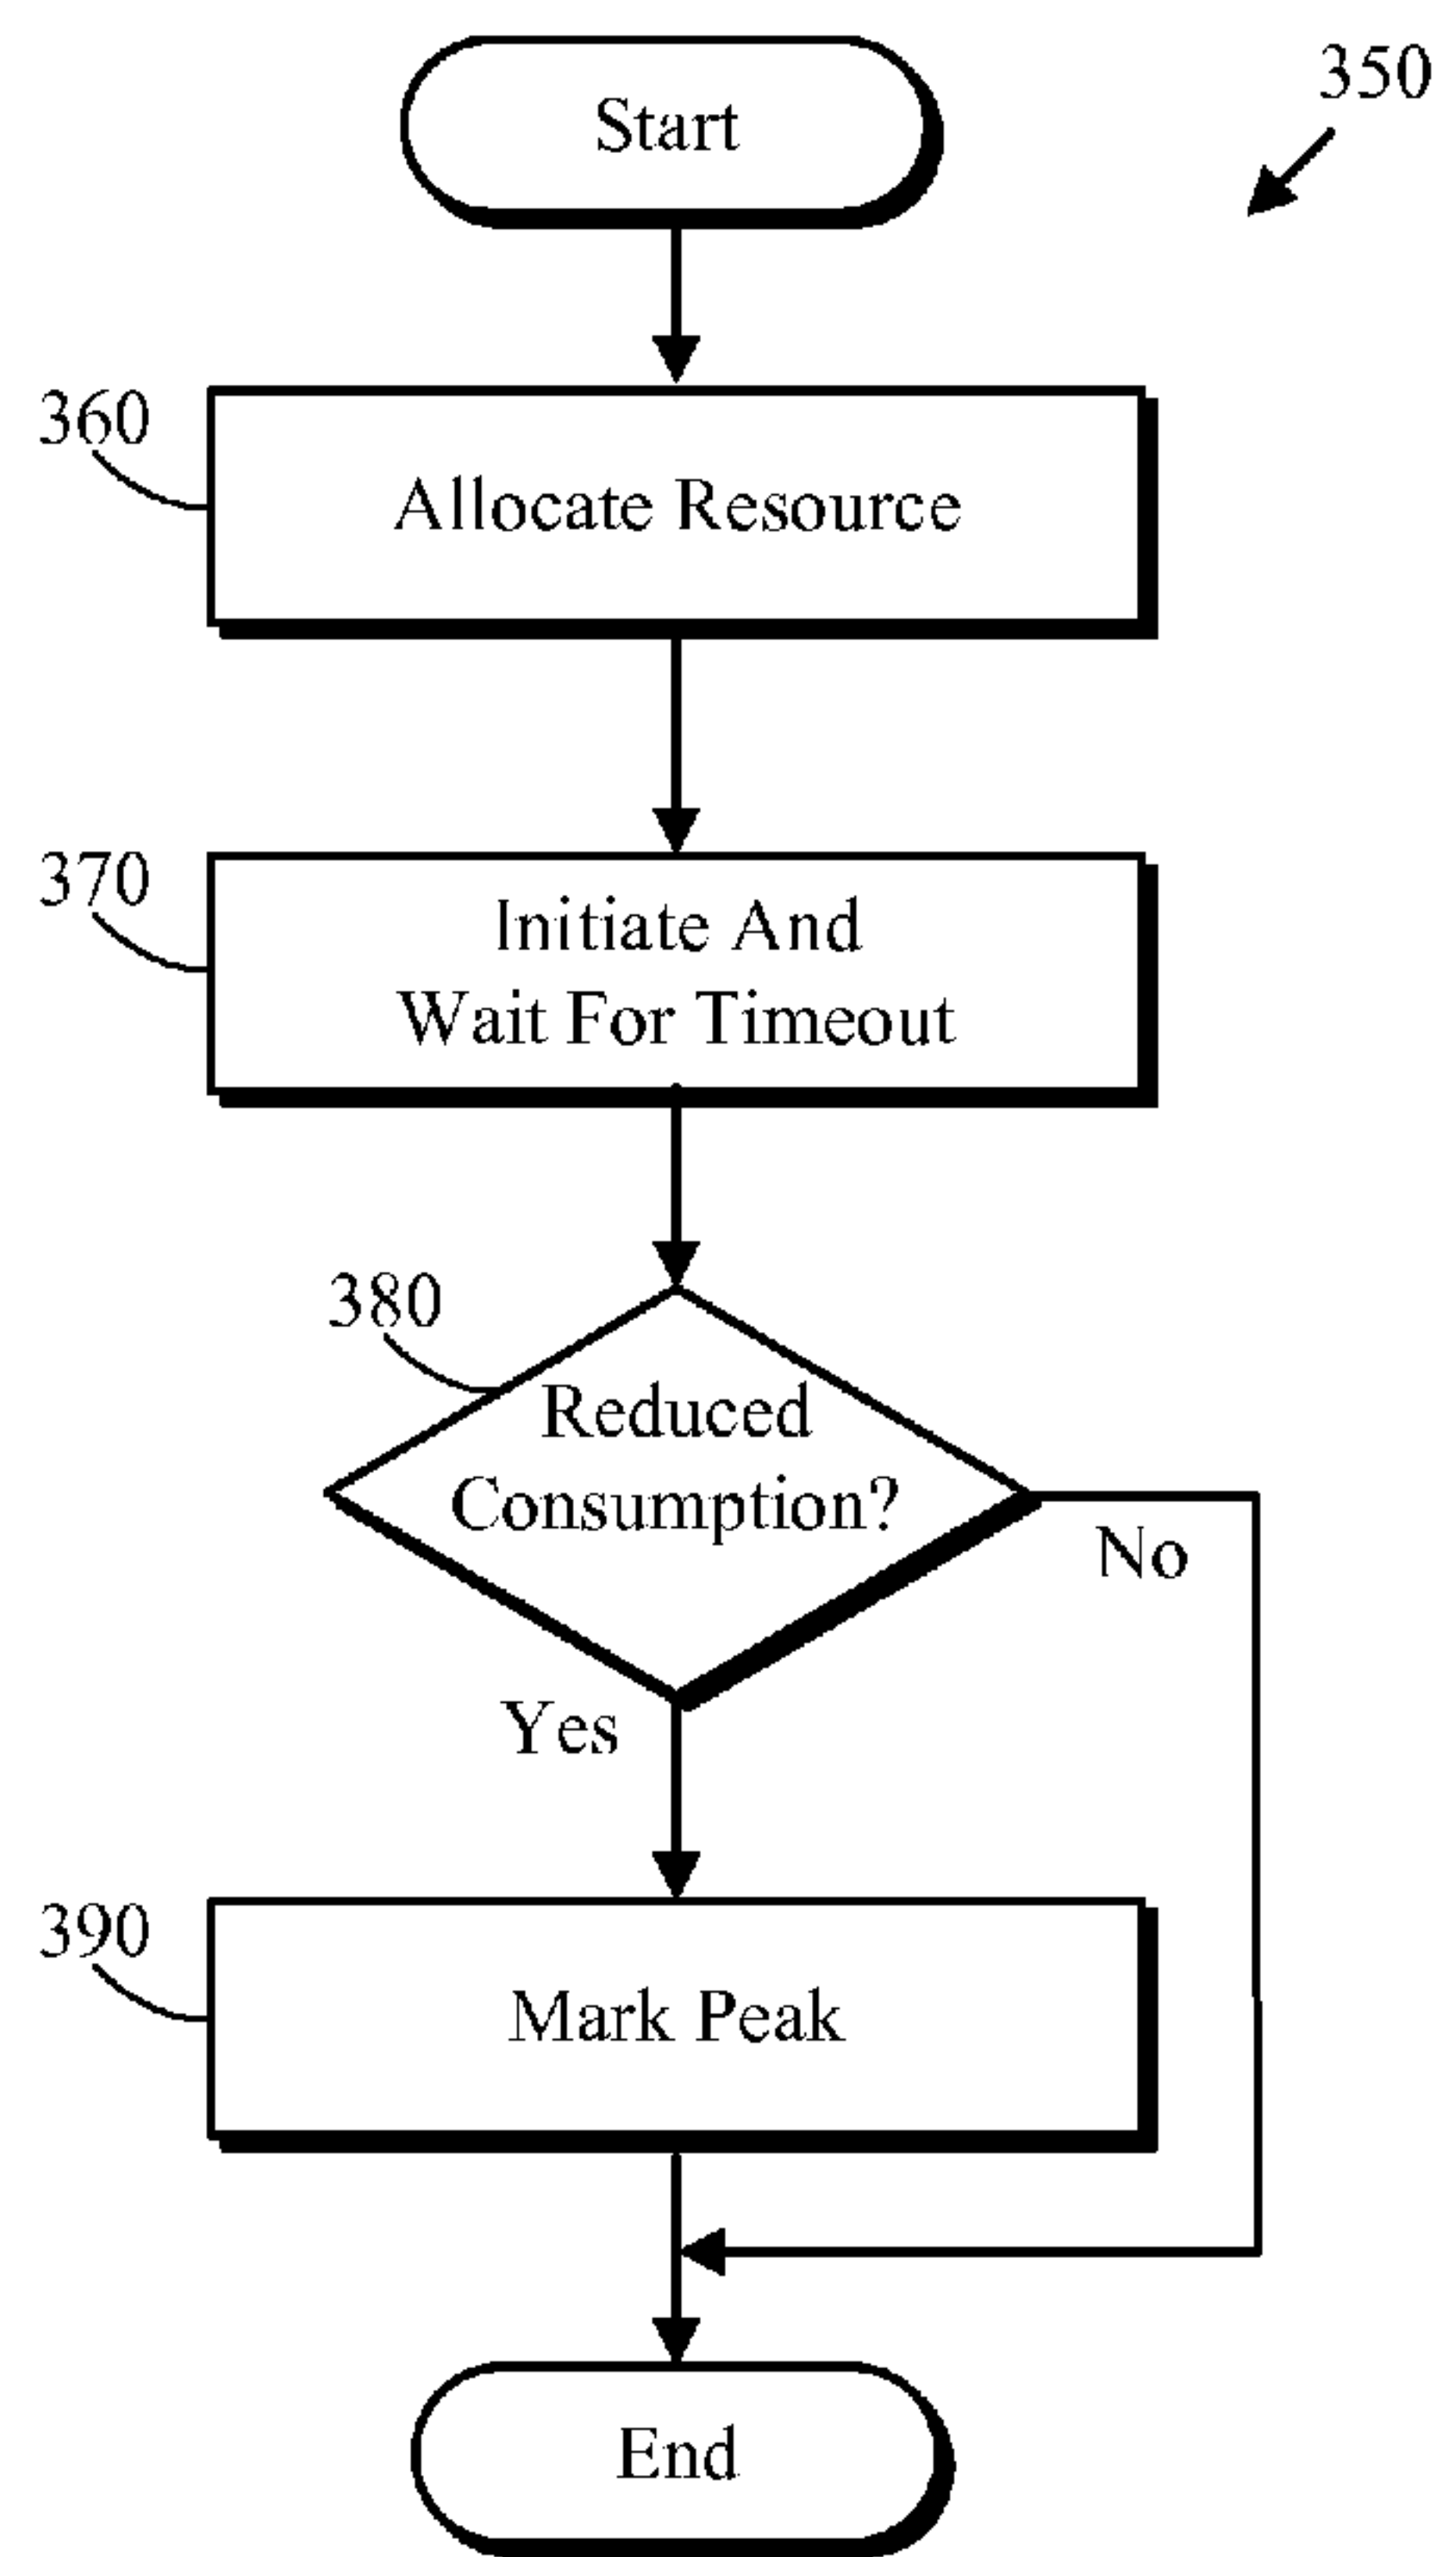 350
Start
360
Allocate Resource
370
Initiate And
Wait For Timeout
380
Reduced
Consumption?
No
Yes
390
Mark Peak
End